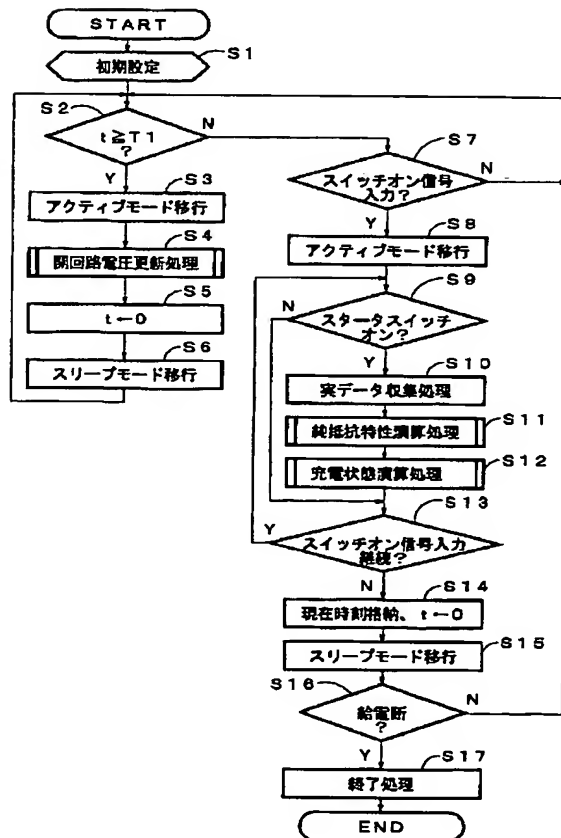 START
S1
初期設定
S2
t≧T1
?
N
Y
S3
アクティブモード移行
S4
開回路電圧更新処理
S5
t←0
S6
スリープモード移行
S7
スイッチオン信号
入力?
N
Y
S8
アクティブモード移行
S9
N
スタータスイッチ
オン?
Y
S10
実データ収集処理
S11
純抵抗特性演算処理
S12
充電状態演算処理
S13
Y
スイッチオン信号入力
継続?
N
S14
現在時刻格納、t←0
S15
スリープモード移行
S16
給電断
?
N
Y
S17
終了処理
END